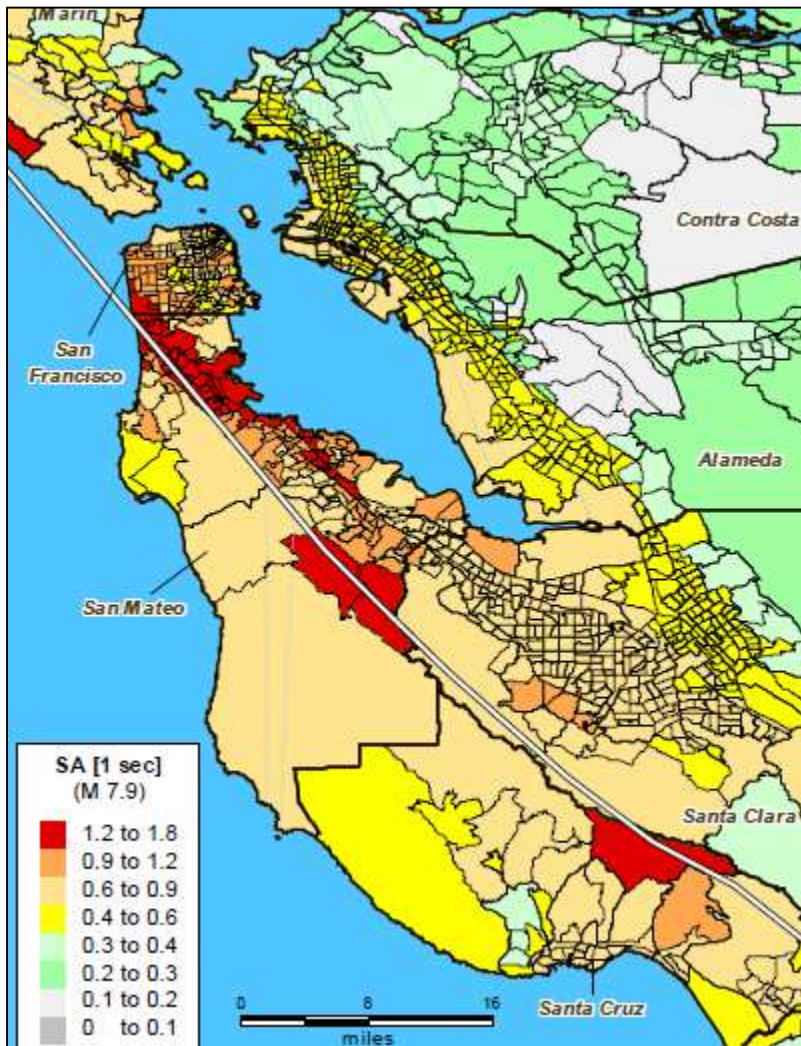 Marin
Contra Costa
San
Francisco
Alameda
San Mateo
SA [1 sec]
(M 7.9)
1.2 to 1.8
0.9 to 1.2
0.6 to 0.9
0.4 to 0.6
0.3 to 0.4
0.2 to 0.3
0.1 to 0.2
0 to 0.1
Santa Clara
Santa Cruz
0 8 16
miles